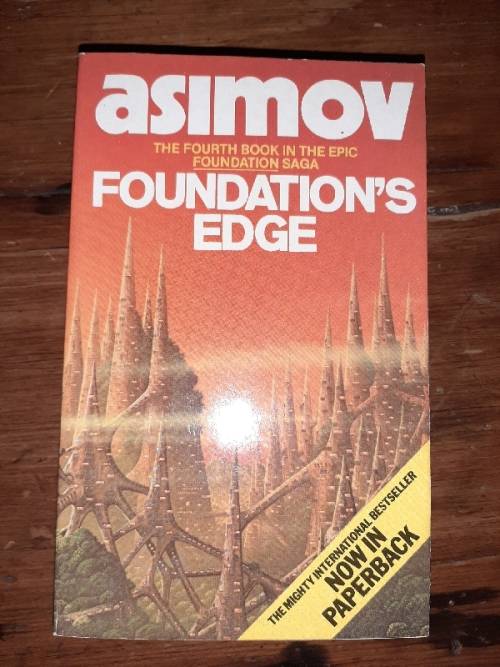 asimov
THE FOURTH BOOK IN THE EPIC
FOUNDATION SAGA
FOUNDATION'S
EDGE
THE MIGHTY INTERNATIONAL BESTSELLER
NOW IN
PAPERBACK